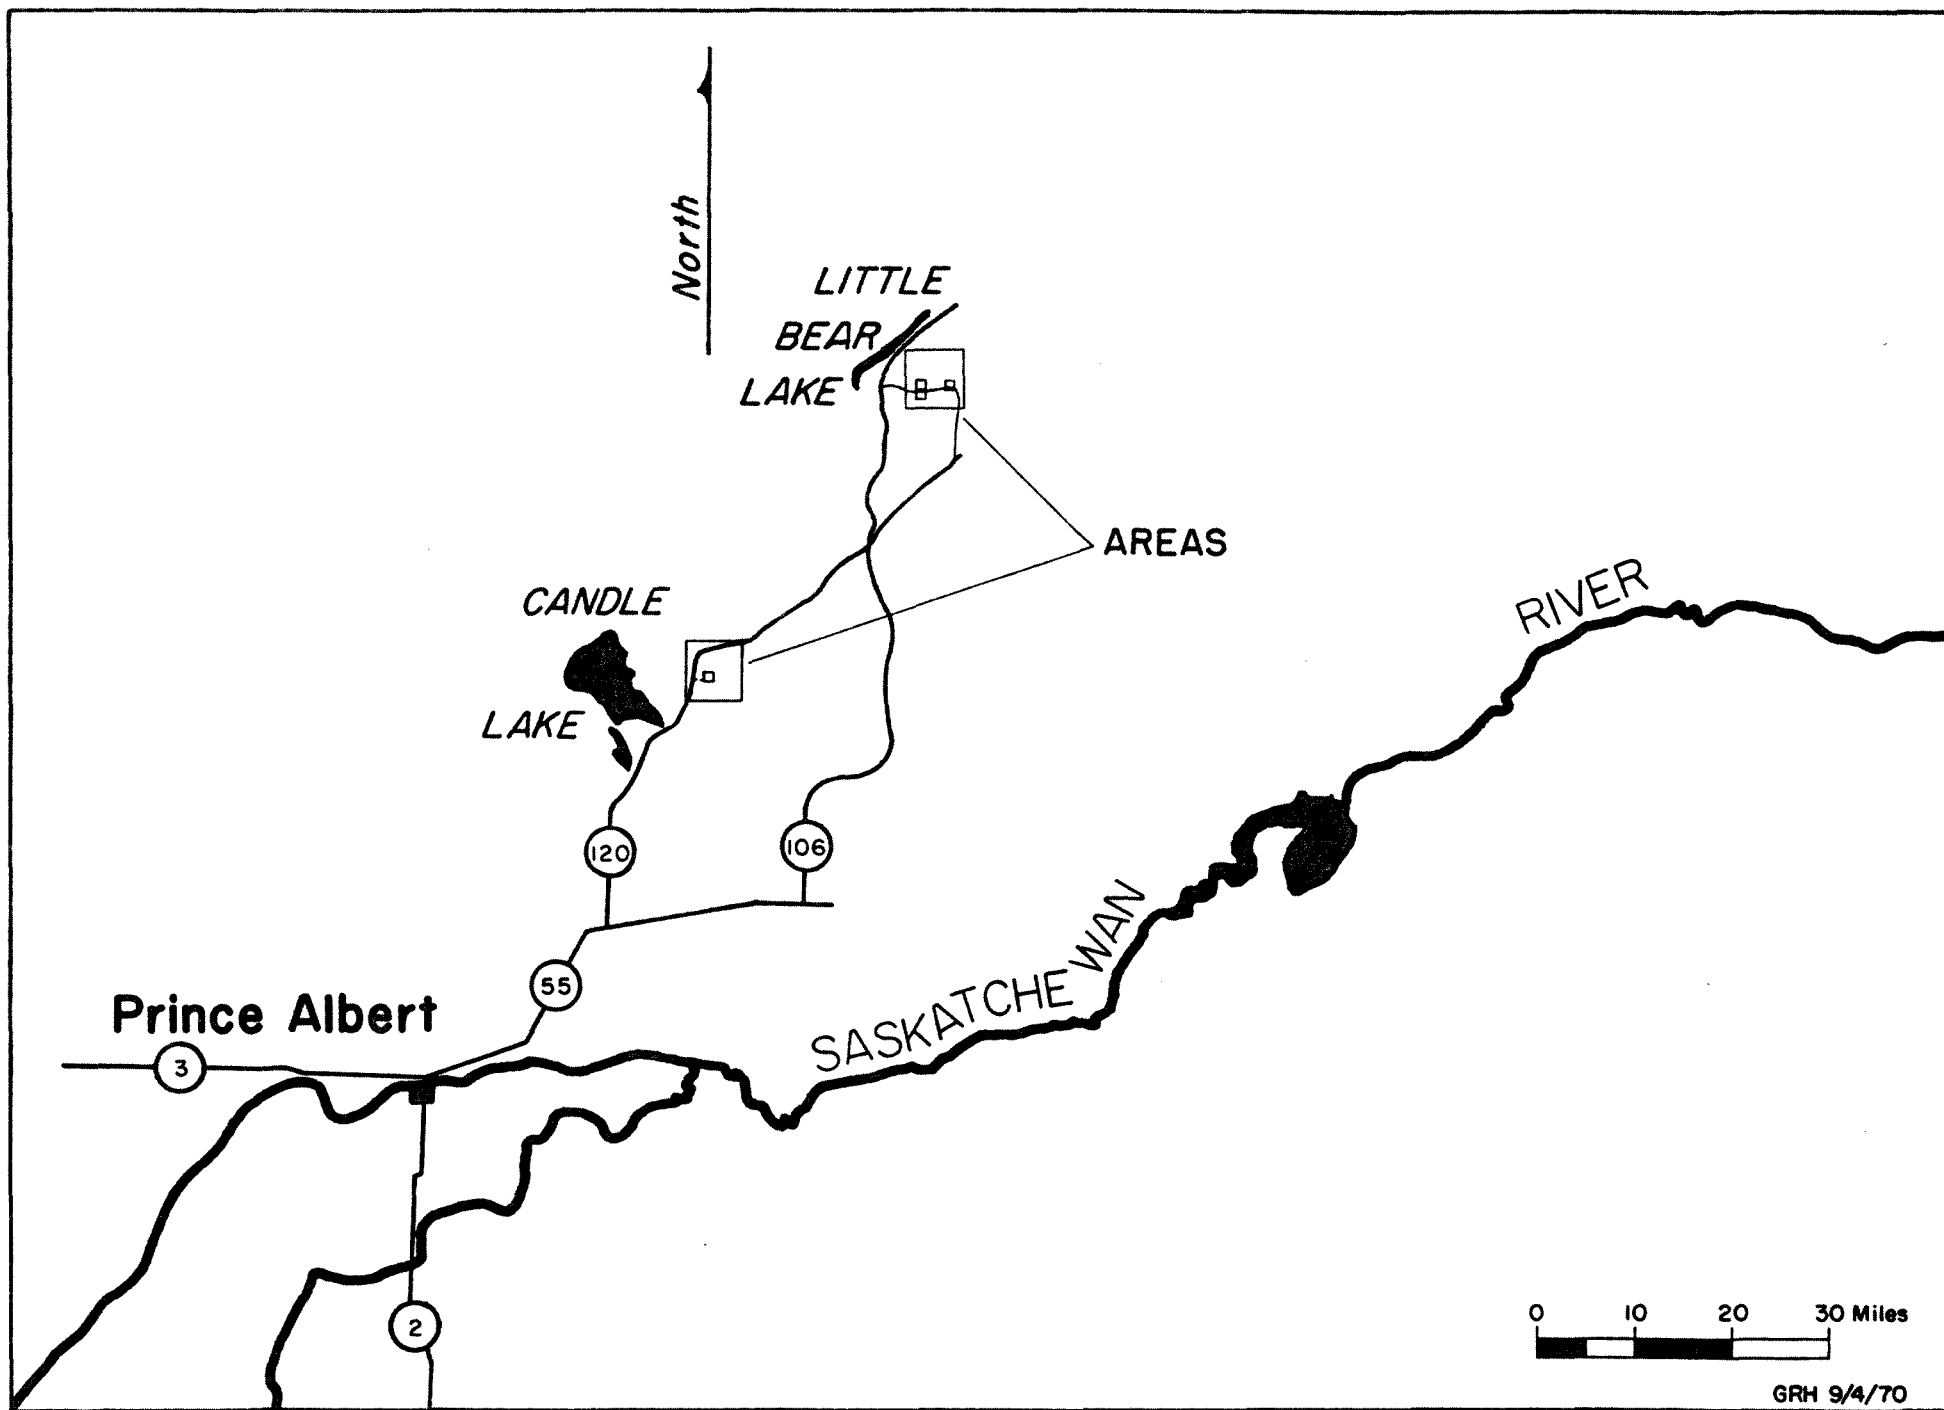 North
LITTLE
BEAR
LAKE
AREAS
CANDLE
LAKE
RIVER
120
106
SASKATCHEWAN
55
Prince Albert
3
2
0 10 20 30 Miles
GRH 9/4/70